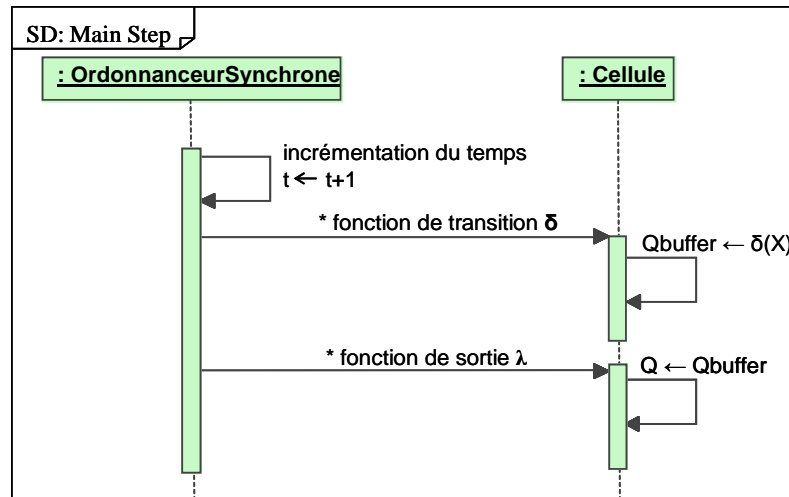 SD: Main Step
: OrdonnanceurSynchrone
: Cellule
incrémentation du temps
t ← t+1
* fonction de transition δ
Qbuffer ← δ(X)
* fonction de sortie λ
Q ← Qbuffer